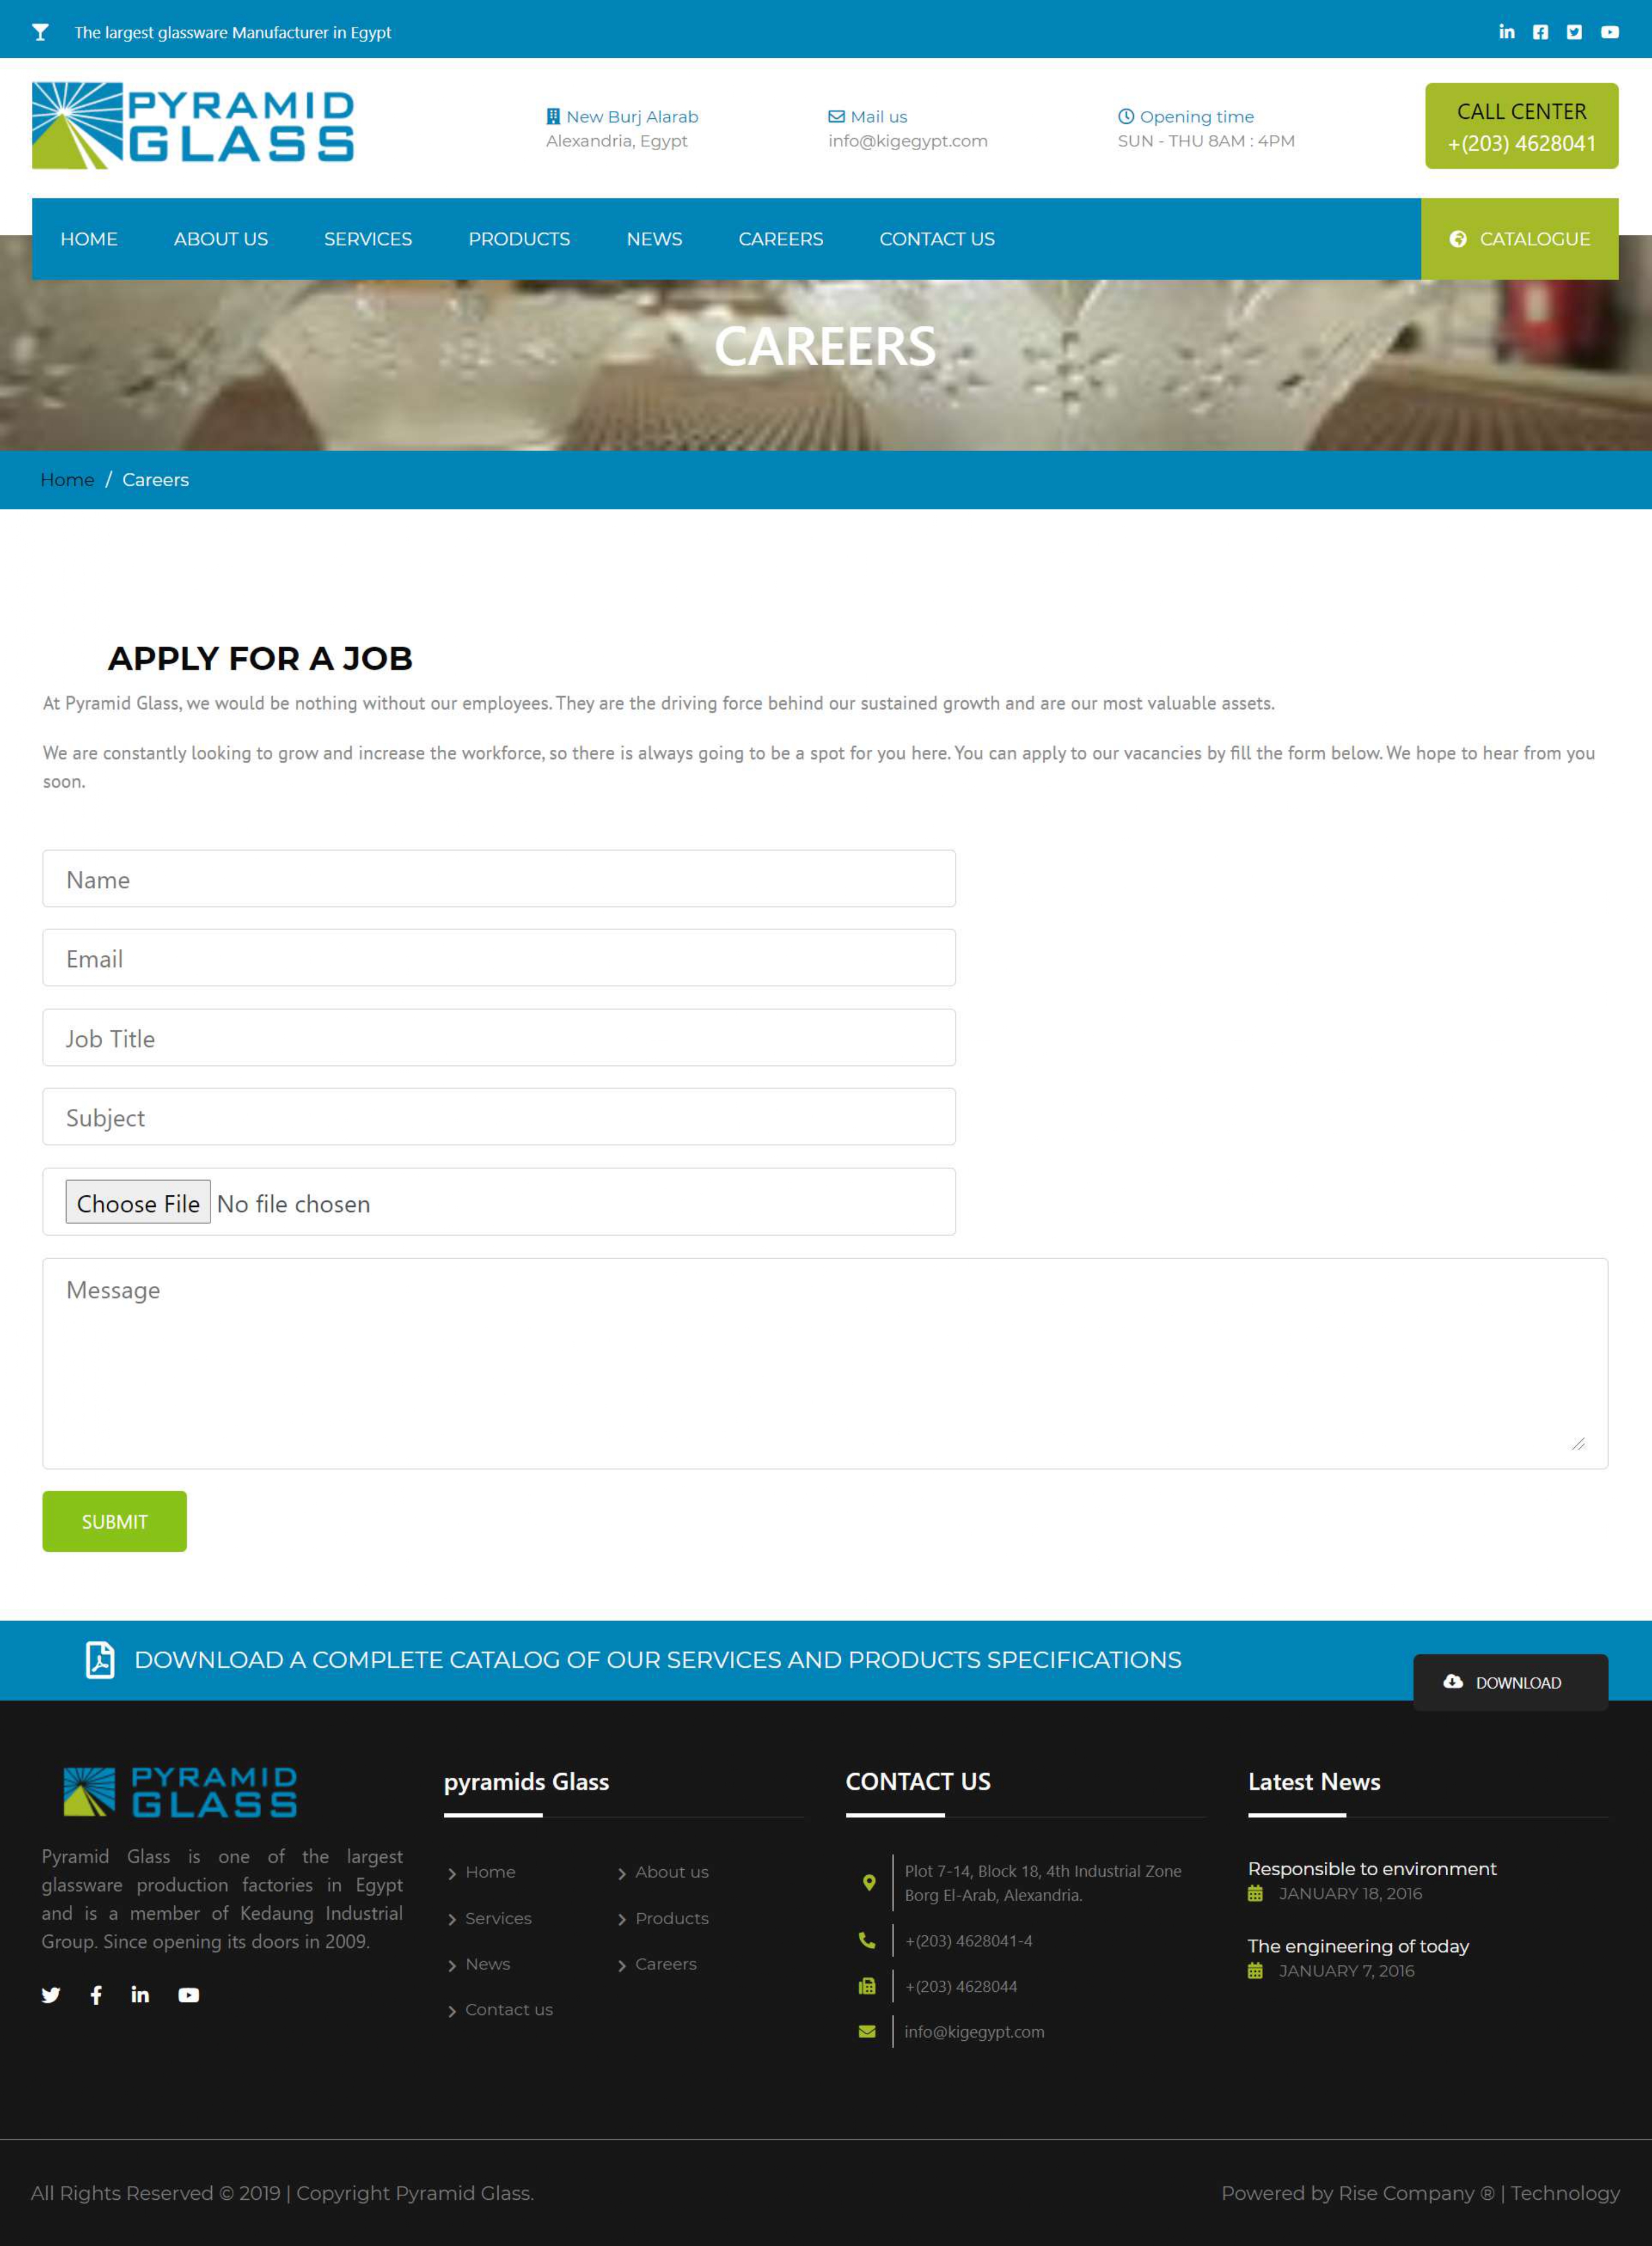 The largest glassware Manufacturer in Egypt
PYRAMID
GLASS
New Burj Alarab
Alexandria, Egypt
Mail us
info@kigegypt.com
Opening time
SUN - THU 8AM : 4PM
CALL CENTER
+(203) 4628041
HOME
ABOUT US
SERVICES
PRODUCTS
NEWS
CAREERS
CONTACT US
CATALOGUE
CAREERS
Home / Careers
APPLY FOR A JOB
At Pyramid Glass, we would be nothing without our employees. They are the driving force behind our sustained growth and are our most valuable assets.
We are constantly looking to grow and increase the workforce, so there is always going to be a spot for you here. You can apply to our vacancies by fill the form below. We hope to hear from you
soon.
Name
Email
Job Title
Subject
Choose File No file chosen
Message
SUBMIT
DOWNLOAD A COMPLETE CATALOG OF OUR SERVICES AND PRODUCTS SPECIFICATIONS
DOWNLOAD
PYRAMID
GLASS
Pyramid Glass is one of the largest
glassware production factories in Egypt
and is a member of Kedaung Industrial
Group. Since opening its doors in 2009.
pyramids Glass
Home
About us
Services
Products
News
Careers
Contact us
CONTACT US
Plot 7-14, Block 18, 4th Industrial Zone
Borg El-Arab, Alexandria.
+(203) 4628041-4
+(203) 4628044
info@kigegypt.com
Latest News
Responsible to environment
JANUARY 18, 2016
The engineering of today
JANUARY 7, 2016
All Rights Reserved © 2019 | Copyright Pyramid Glass.
Powered by Rise Company ® | Technology